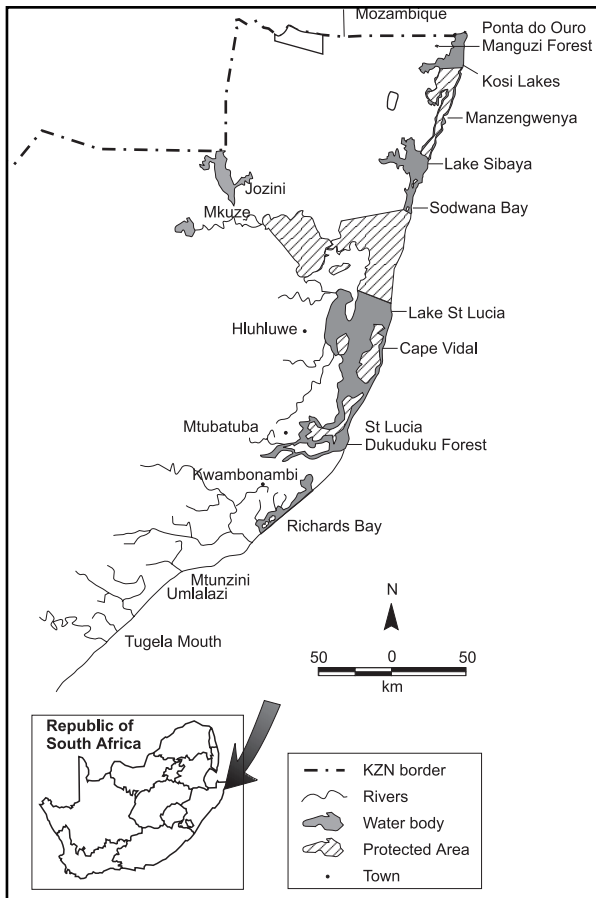 Mozambique
Ponta do Ouro
Manguzi Forest
Kosi Lakes
Manzengwenya
Lake Sibaya
Jozini
Mkuze
Sodwana Bay
Lake St Lucia
Hluhluwe
Cape Vidal
Mtubatuba
St Lucia
Dukuduku Forest
Kwambonambi
Richards Bay
Mtunzini
Umlalazi
Tugela Mouth
N
50 0 50
km
Republic of
South Africa
KZN border
Rivers
Water body
Protected Area
Town